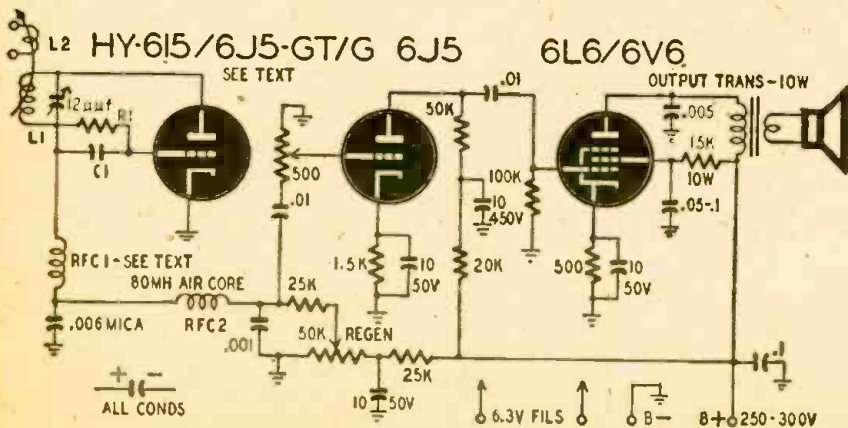 HY-615/6J5-GT/G 6J5 6L6/6V6
L2
SEE TEXT
OUTPUT TRANS-10W
12µµf
R1
L1
C1
50K
.01
.005
500
.01
100K
10
450V
15K
10W
.05-.1
RFC1-SEE TEXT
80MH AIR CORE
RFC2
25K
1.5K
10
50V
20K
500
10
50V
.006 MICA
.001
50K
REGEN
25K
.1
10
50V
+ -
ALL CONDS
6.3V FILS
B-
B+
250-300V